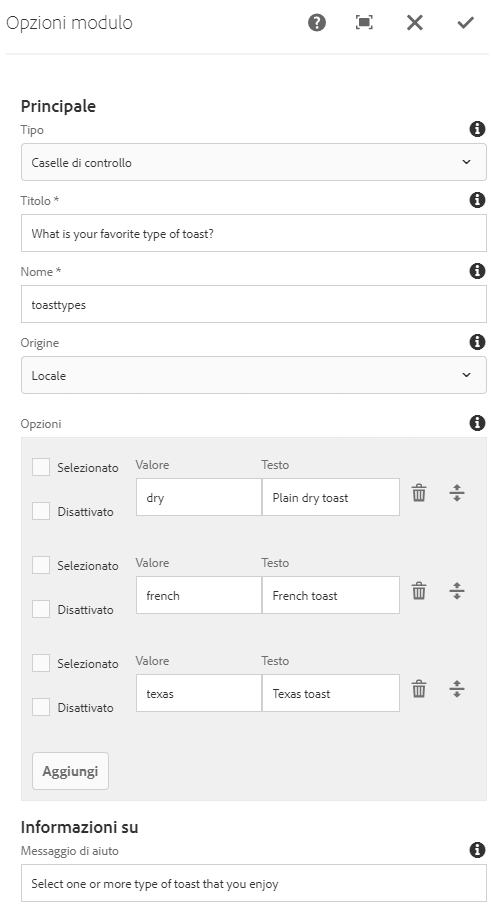 Opzioni modulo
Principale
Tipo
Caselle di controllo
Titolo *
What is your favorite type of toast?
Nome *
toasttypes
Origine
Locale
Opzioni
Selezionato Valore Testo
dry Plain dry toast
Disattivato
Selezionato Valore Testo
french French toast
Disattivato
Selezionato Valore Testo
texas Texas toast
Disattivato
Aggiungi
Informazioni su
Messaggio di aiuto
Select one or more type of toast that you enjoy